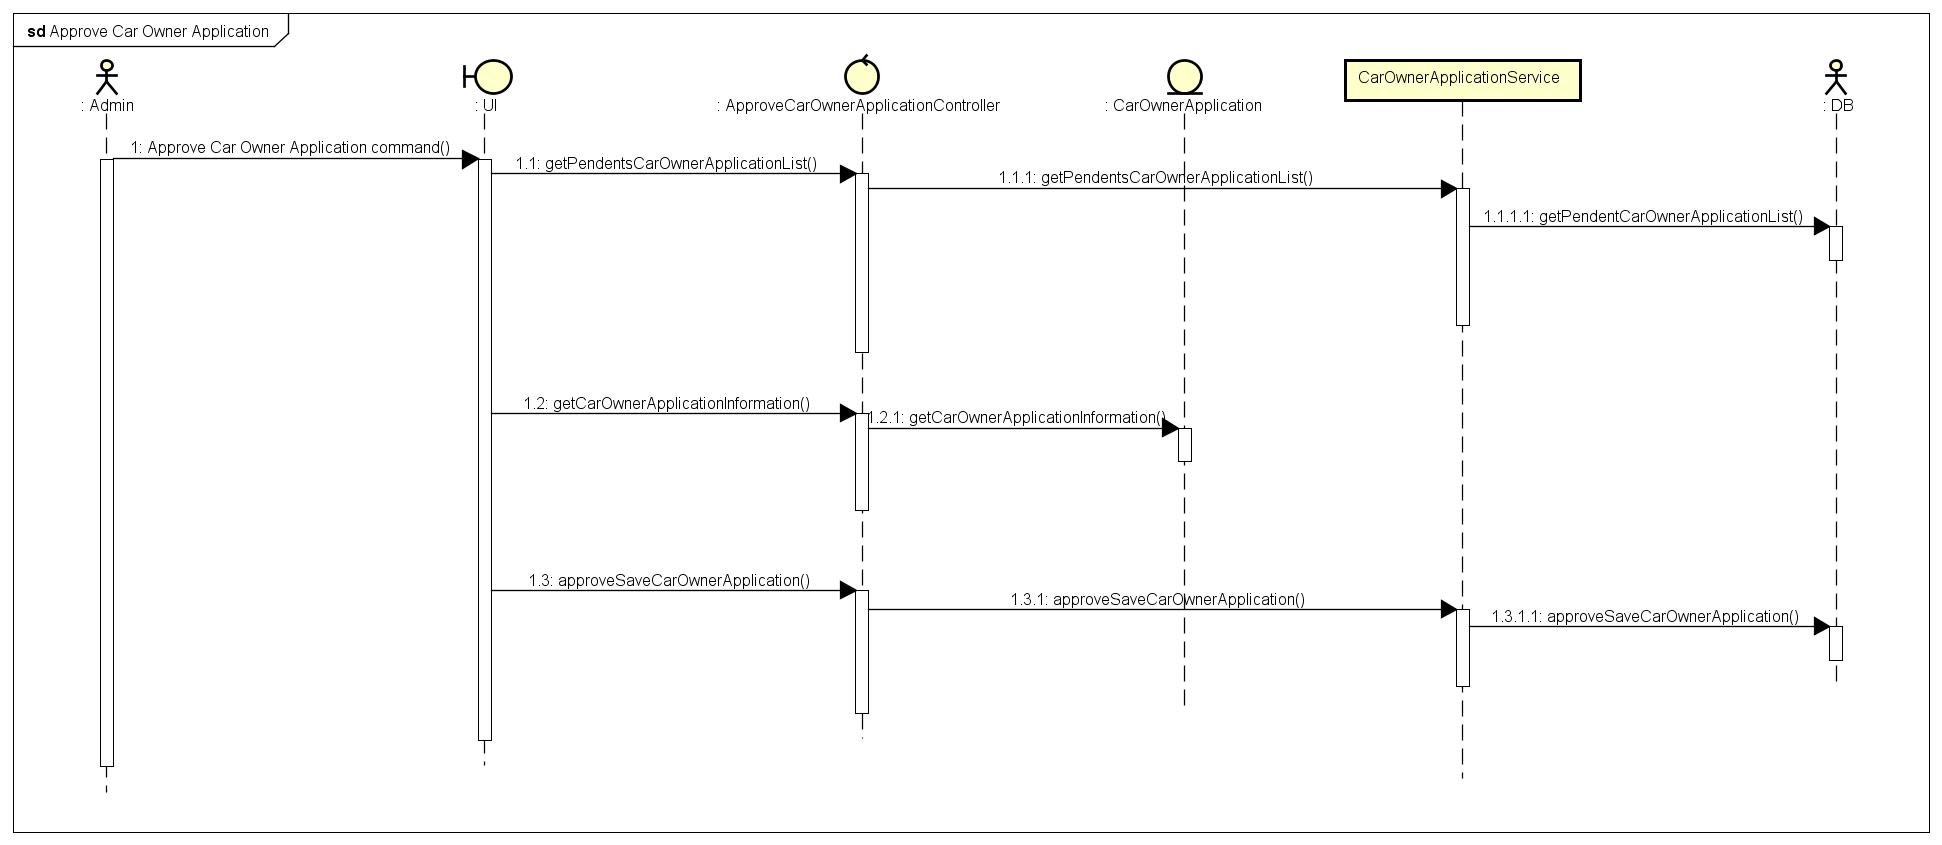 sd Approve Car Owner Application
: Admin
: UI
: ApproveCarOwnerApplicationController
: CarOwnerApplication
CarOwnerApplicationService
: DB
1: Approve Car Owner Application command()
1.1: getPendentsCarOwnerApplicationList()
1.1.1: getPendentsCarOwnerApplicationList()
1.1.1.1: getPendentCarOwnerApplicationList()
1.2: getCarOwnerApplicationInformation()
1.2.1: getCarOwnerApplicationInformation()
1.3: approveSaveCarOwnerApplication()
1.3.1: approveSaveCarOwnerApplication()
1.3.1.1: approveSaveCarOwnerApplication()